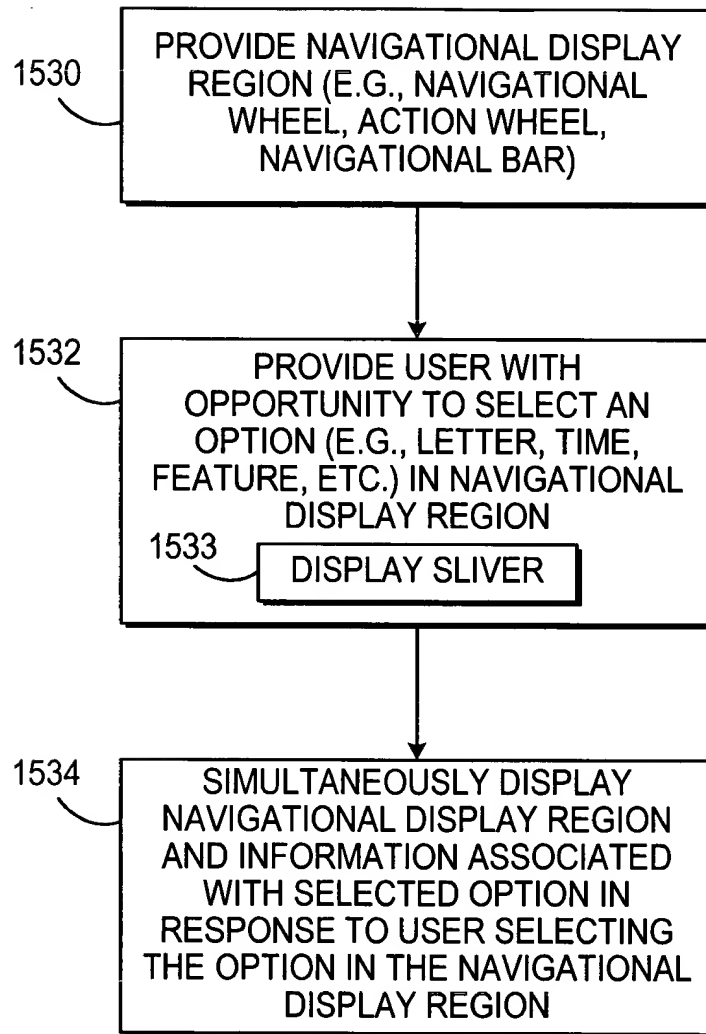 1530
PROVIDE NAVIGATIONAL DISPLAY
REGION (E.G., NAVIGATIONAL
WHEEL, ACTION WHEEL,
NAVIGATIONAL BAR)
1532
PROVIDE USER WITH
OPPORTUNITY TO SELECT AN
OPTION (E.G., LETTER, TIME,
FEATURE, ETC.) IN NAVIGATIONAL
DISPLAY REGION
1533
DISPLAY SLIVER
1534
SIMULTANEOUSLY DISPLAY
NAVIGATIONAL DISPLAY REGION
AND INFORMATION ASSOCIATED
WITH SELECTED OPTION IN
RESPONSE TO USER SELECTING
THE OPTION IN THE NAVIGATIONAL
DISPLAY REGION